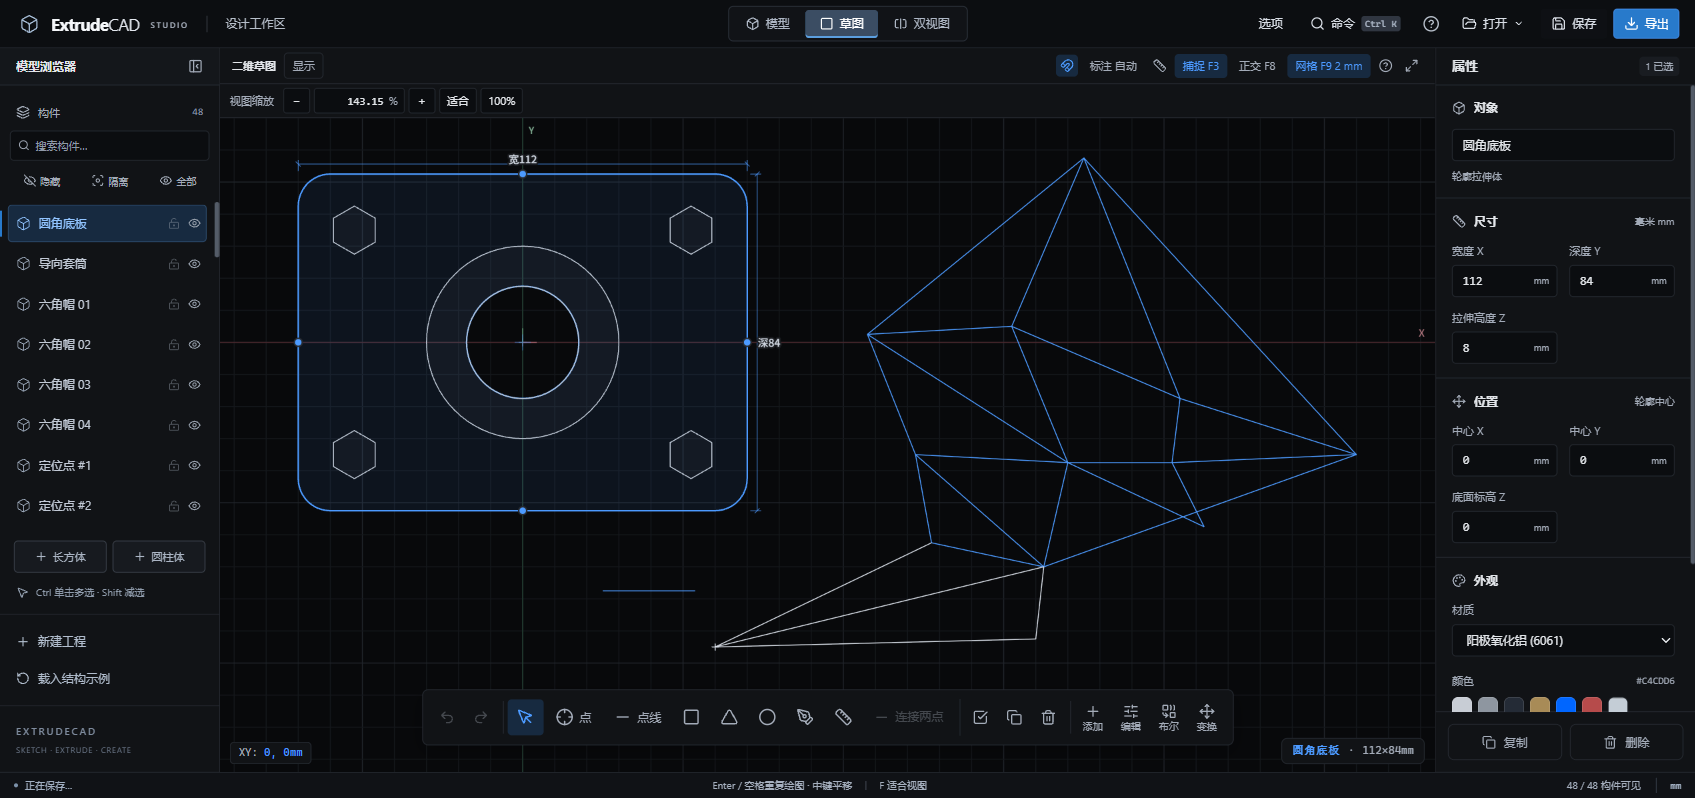 ExtrudeCAD STUDIO 设计工作区 模型 草图 双视图 选项 命令 Ctrl K 打开 保存 导出
模型浏览器
二维草图 显示 标注 自动 捕捉 F3 正交 F8 网格 F9 2 mm
属性 1 已选
构件 48
搜索构件...
隐藏 隔离 全部
圆角底板
导向套筒
六角帽 01
六角帽 02
六角帽 03
六角帽 04
定位点 #1
定位点 #2
长方体 圆柱体
Ctrl 单击多选 · Shift 减选
新建工程
载入结构示例
EXTRUDECAD
SKETCH · EXTRUDE · CREATE
正在保存...
视图缩放 − 143.15 % + 适合 100%
Y
宽112
深84
X
点 点线 连接两点 添加 编辑 布尔 变换
XY: 0, 0mm
圆角底板 · 112×84mm
Enter / 空格重复绘图 · 中键平移 F 适合视图
对象
圆角底板
轮廓拉伸体
尺寸 毫米 mm
宽度 X 深度 Y
112 mm 84 mm
拉伸高度 Z
8 mm
位置 轮廓中心
中心 X 中心 Y
0 mm 0 mm
底面标高 Z
0 mm
外观
材质
阳极氧化铝 (6061)
颜色 #C4CDD6
复制 删除
48 / 48 构件可见 mm